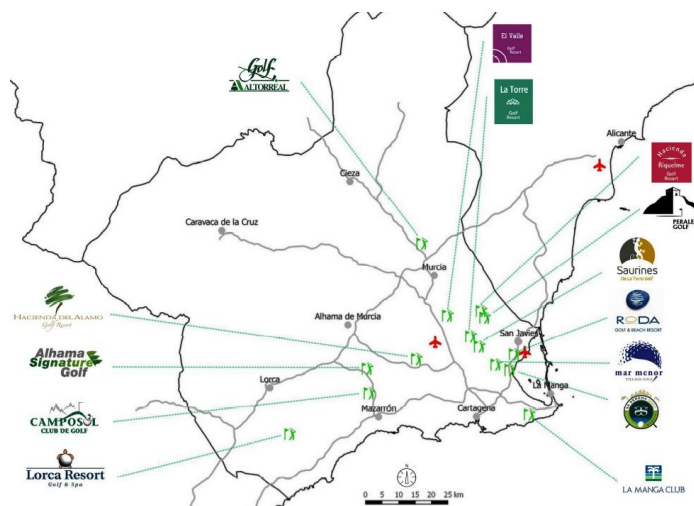 Golf
ALTORREAL
El Valle
Golf
Resort
La Torre
Golf
Resort
Alicante
Hacienda
Riquelme
Golf
Resort
PERALE
GOLF
Cieza
Caravaca de la Cruz
Murcia
Saurines
De La Torre Golf
HACIENDA DEL ALAMO
Golf Resort
Alhama de Murcia
San Javier
RODA
GOLF & BEACH RESORT
Alhama
Signature
Golf
mar menor
Lorca
La Manga
CAMPOSOL
CLUB DE GOLF
Mazarrón
Cartagena
Lorca Resort
Golf & Spa
N
LA MANGA CLUB
0 5 10 15 20 25 km